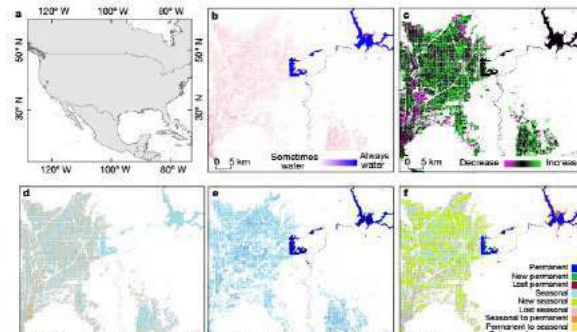 120° W 100° W 80° W
a
50° N
30° N
50° N
30° N
120° W 100° W 80° W
b
Sometimes water
Always water
0 5 km
c
0 5 km
Decrease
Increase
d
e
f
Permanent
New permanent
Lost permanent
Seasonal
New seasonal
Lost seasonal
Seasonal to permanent
Permanent to seasonal